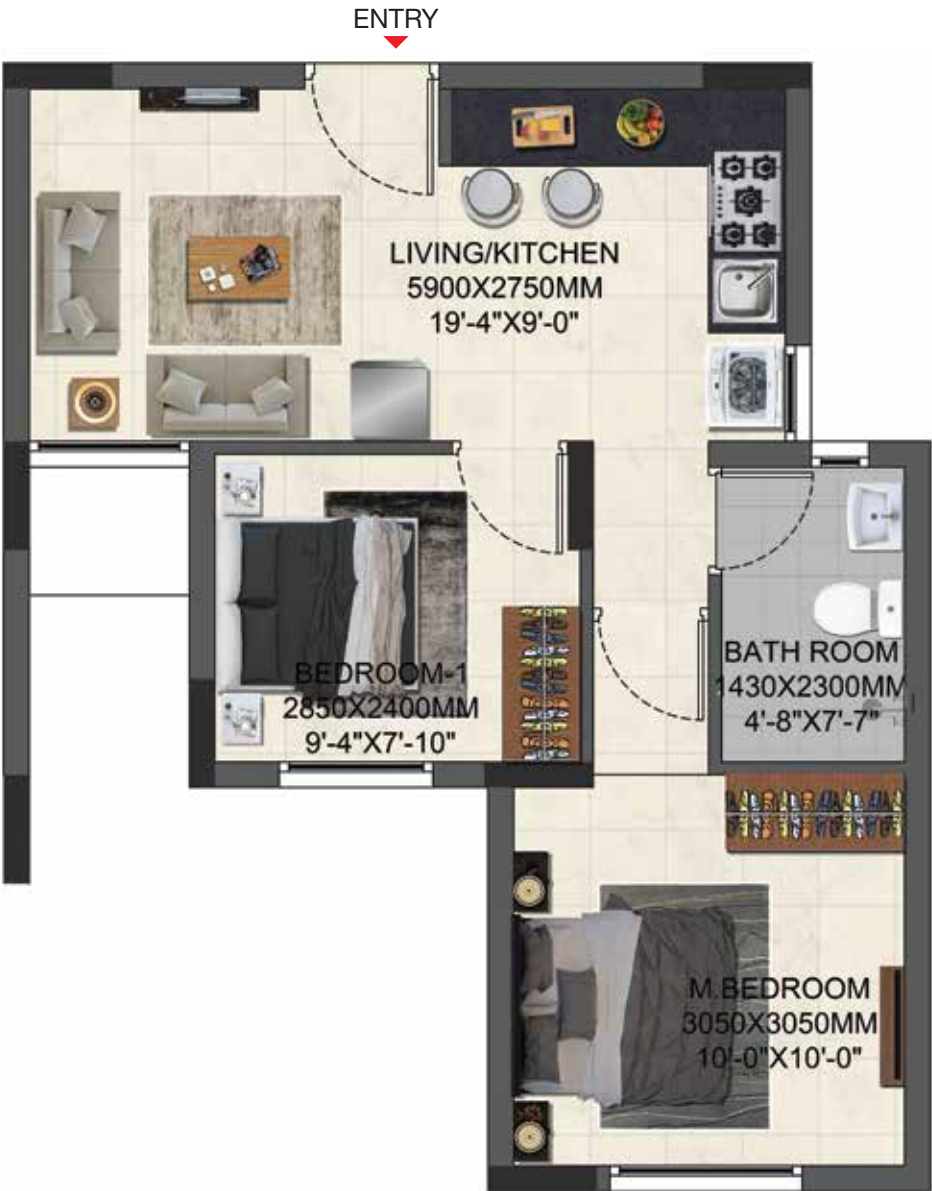 ENTRY
LIVING/KITCHEN
5900X2750MM
19'-4"X9'-0"
BEDROOM-1
2850X2400MM
9'-4"X7'-10"
BATH ROOM
1430X2300MM
4'-8"X7'-7"
M.BEDROOM
3050X3050MM
10'-0"X10'-0"